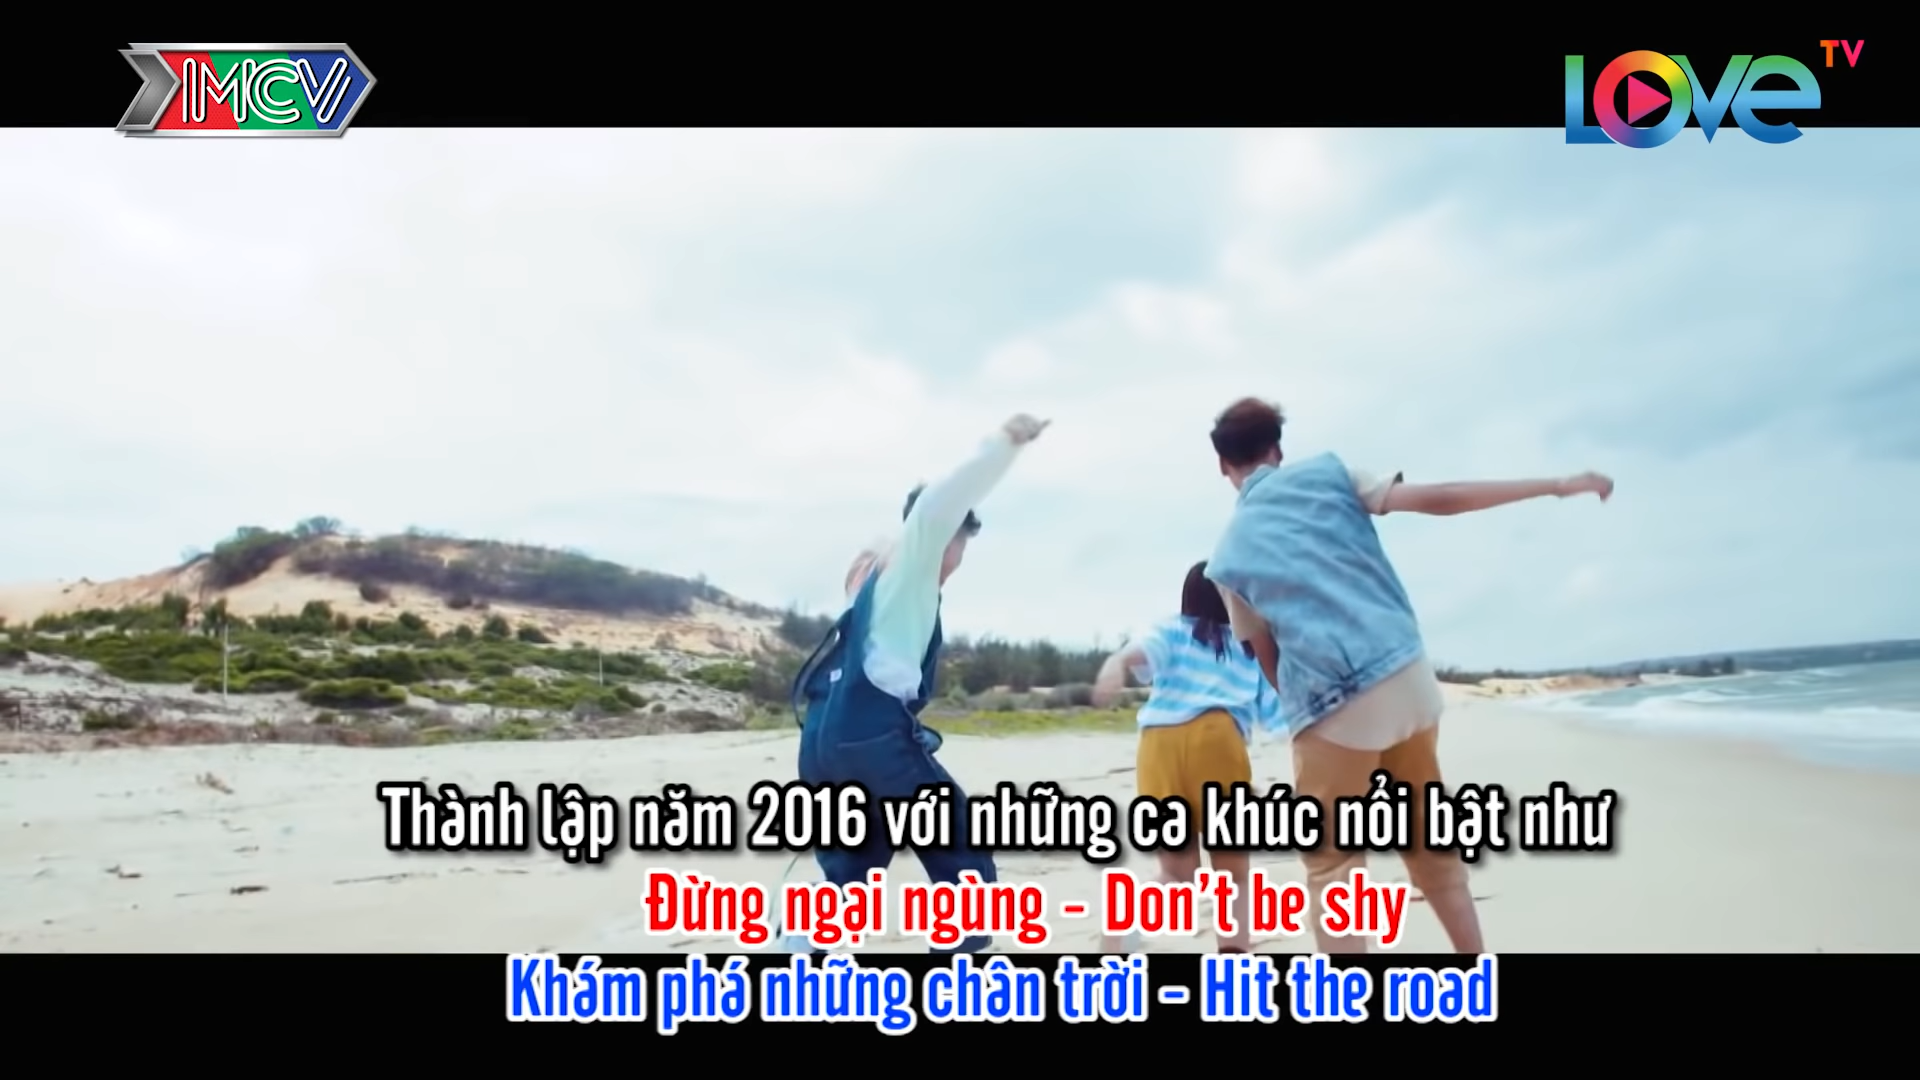 MCV
LOVE TV
Thành lập năm 2016 với những ca khúc nổi bật như
Đừng ngại ngùng - Don't be shy
Khám phá những chân trời - Hit the road